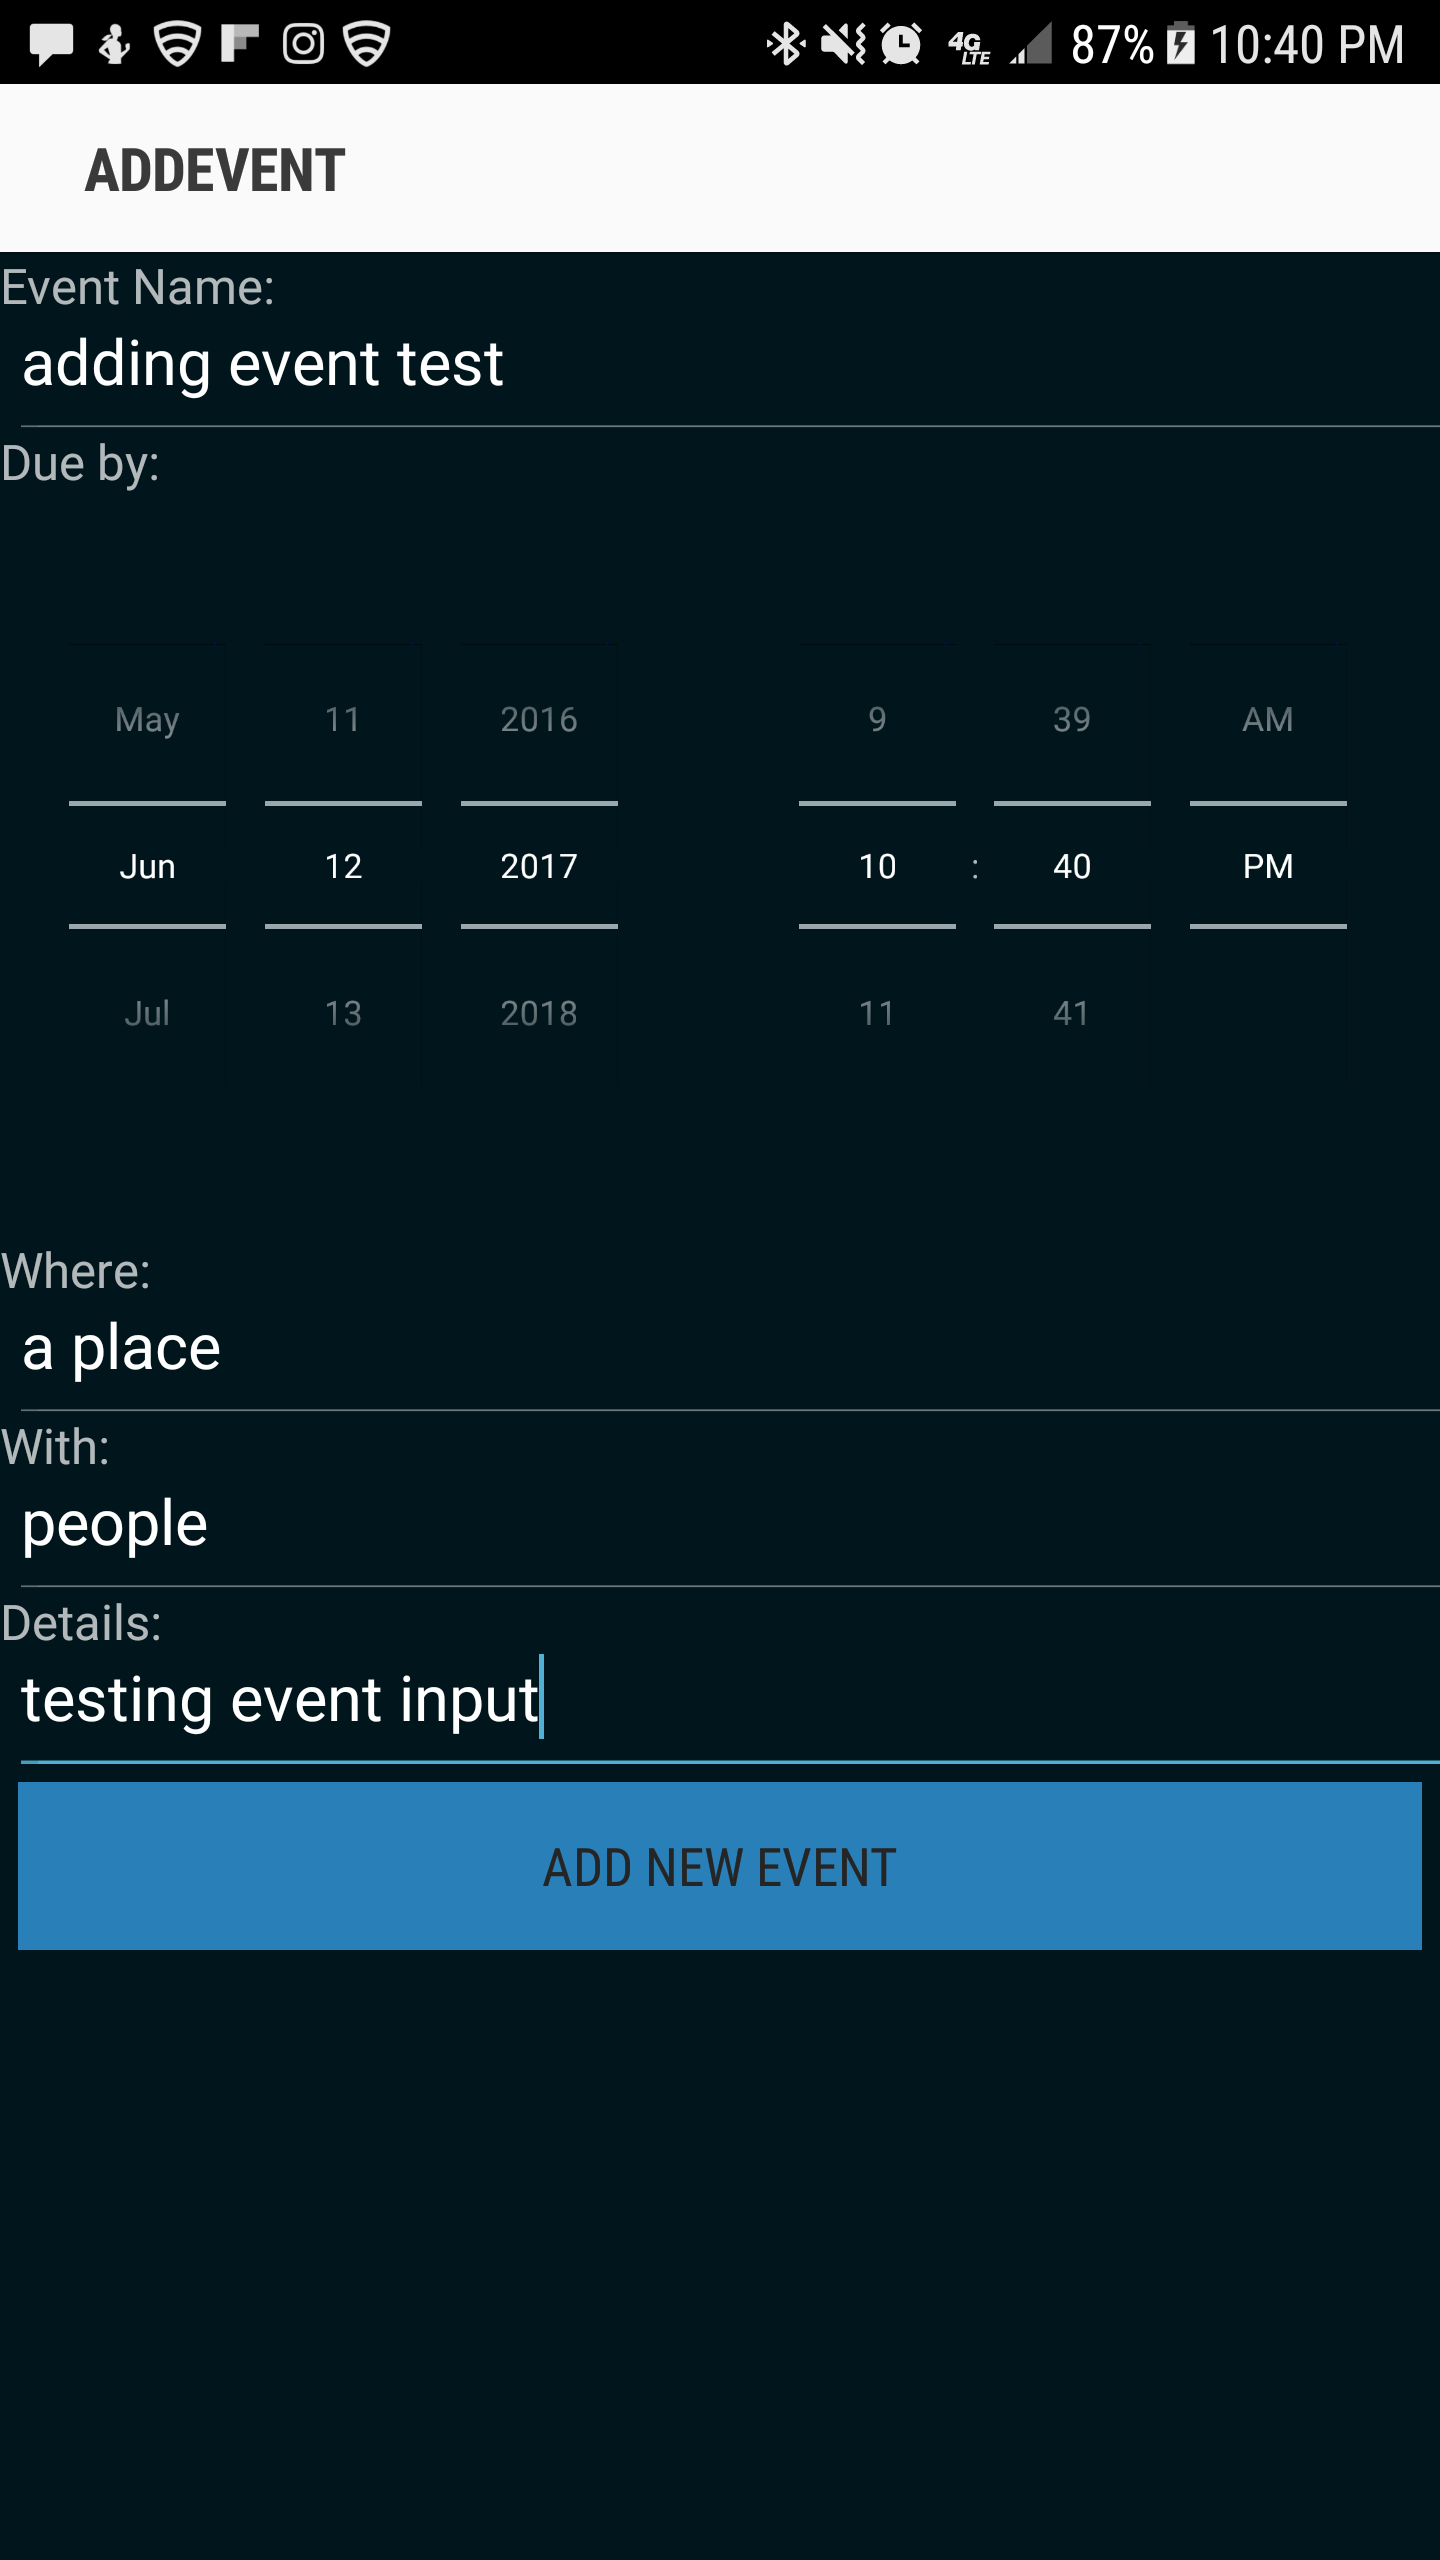 4G LTE 87% 10:40 PM
ADDEVENT
Event Name:
adding event test
Due by:
May 11 2016 9 39 AM
Jun 12 2017 10 : 40 PM
Jul 13 2018 11 41
Where:
a place
With:
people
Details:
testing event input
ADD NEW EVENT